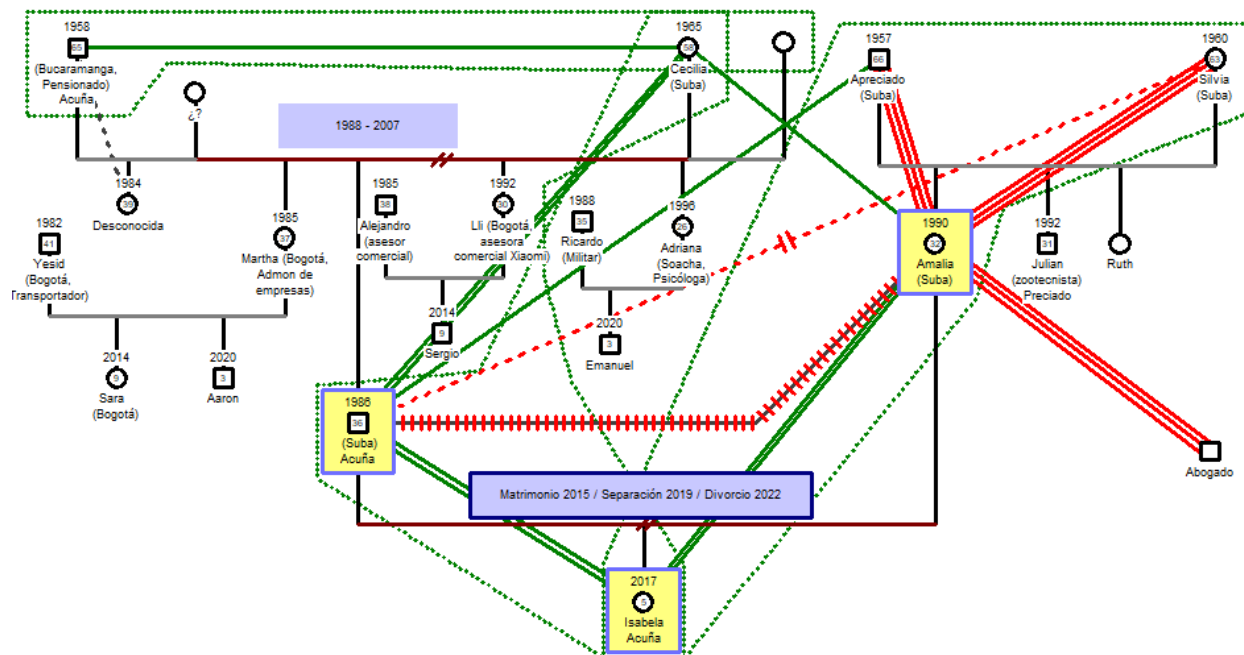 1958
65
(Bucaramanga,
Pensionado)
Acuña
¿?
1988 - 2007
1965
58
Cecilia
(Suba)
1957
66
Apreciado
(Suba)
1960
63
Silvia
(Suba)
1984
39
Desconocida
1982
41
Yesid
(Bogotá,
Transportador)
1985
37
Martha (Bogotá,
Admon de
empresas)
1985
38
Alejandro
(asesor
comercial)
1992
30
Lli (Bogotá,
asesora
comercial Xiaomi)
1988
35
Ricardo
(Militar)
1996
26
Adriana
(Soacha,
Psicóloga)
1990
32
Amalia
(Suba)
1992
31
Julian
(zootecnista)
Preciado
Ruth
2014
9
Sara
(Bogotá)
2020
3
Aaron
2014
9
Sergio
2020
3
Emanuel
1986
36
(Suba)
Acuña
Abogado
Matrimonio 2015 / Separación 2019 / Divorcio 2022
2017
5
Isabela
Acuña